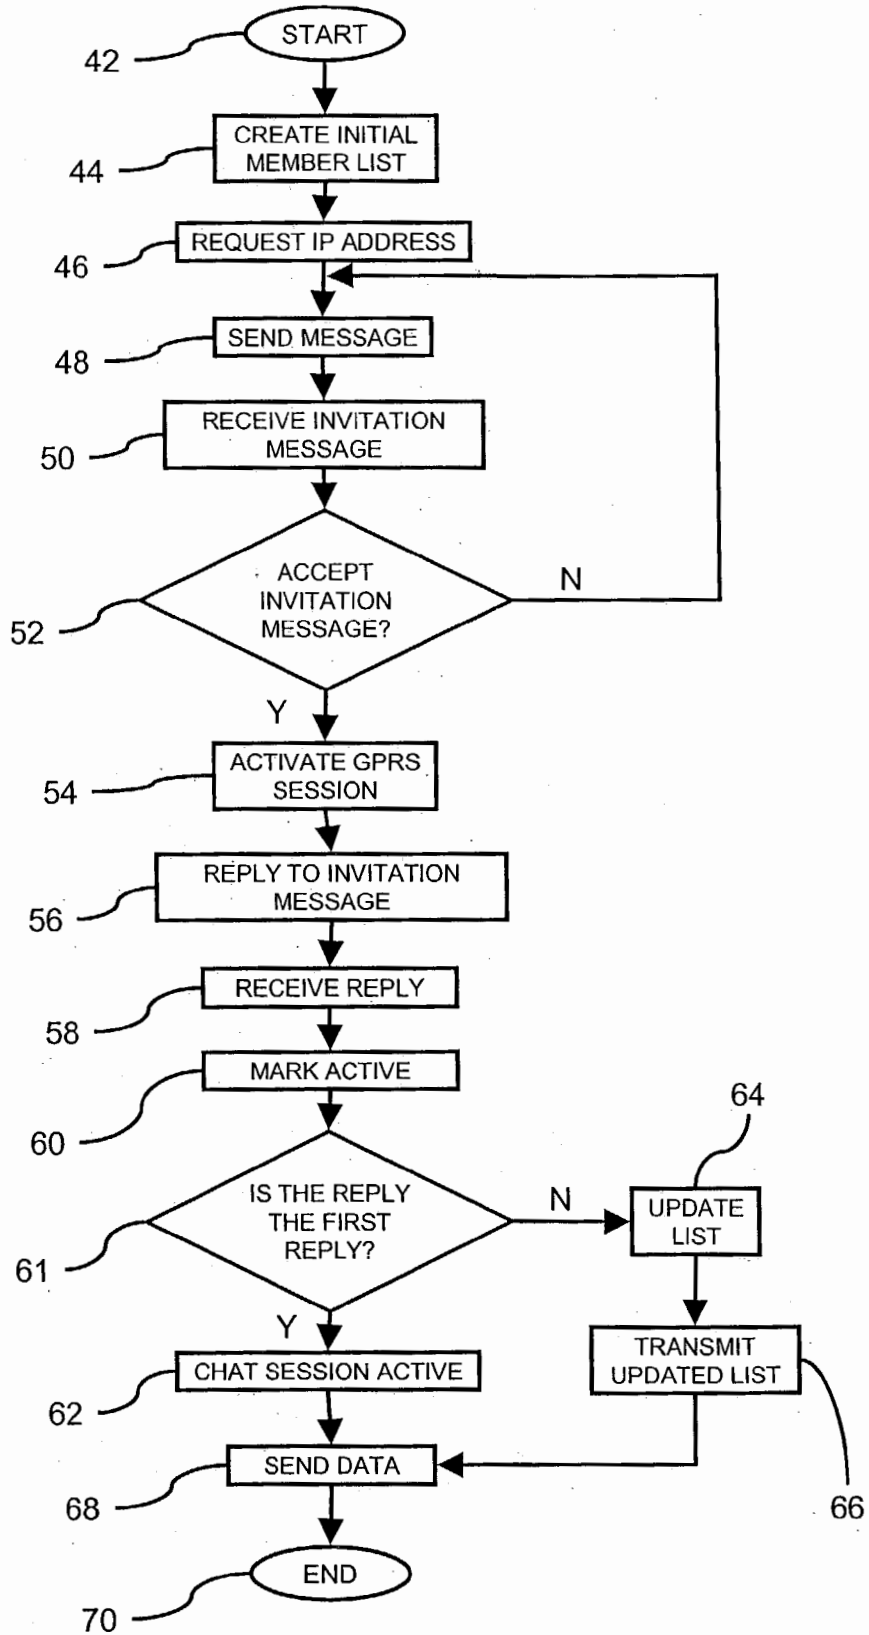 START
42
CREATE INITIAL
MEMBER LIST
44
REQUEST IP ADDRESS
46
SEND MESSAGE
48
RECEIVE INVITATION
MESSAGE
50
ACCEPT
INVITATION
MESSAGE?
N
52
Y
ACTIVATE GPRS
SESSION
54
REPLY TO INVITATION
MESSAGE
56
RECEIVE REPLY
58
MARK ACTIVE
60
64
IS THE REPLY
THE FIRST
REPLY?
N
UPDATE
LIST
61
Y
TRANSMIT
UPDATED LIST
CHAT SESSION ACTIVE
62
SEND DATA
68
66
END
70